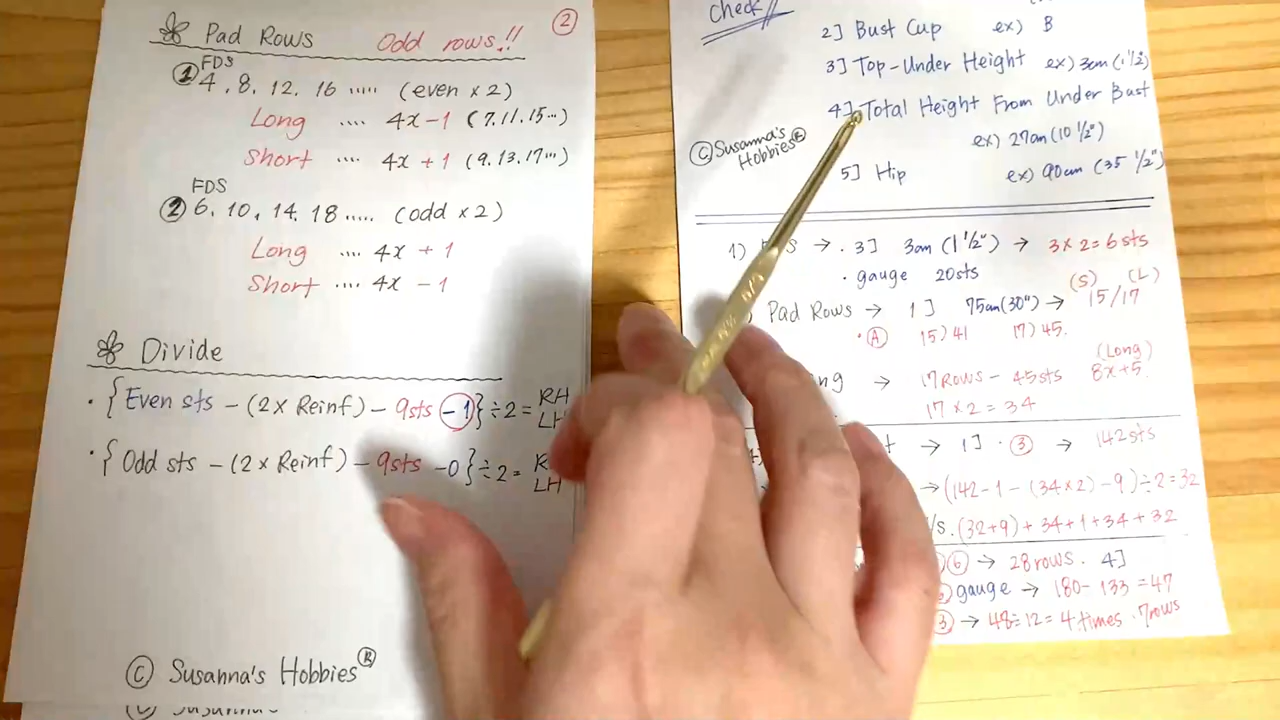 Pad Rows Odd rows!! ②
FDS
① 4, 8, 12, 16 ..... (even x 2)
Long .... 4x - 1 (7.11.15...)
Short .... 4x + 1 (9.13.17...)
FDS
② 6, 10, 14, 18 ..... (odd x 2)
Long .... 4x + 1
Short .... 4x - 1
Divide
· {Even sts - (2 x Reinf) - 9sts - 1} ÷ 2 = RH
LH
· {Odd sts - (2 x Reinf) - 9sts - 0} ÷ 2 =
LH
© Susanna's Hobbies®
check//
2] Bust Cup ex) B
3] Top-Under Height ex) 3cm (1 1/2)
4] Total Height From Under Bust
ex) 27cm (10 1/2")
© Susanna's Hobbies®
5] Hip ex) 90cm (35 1/2")
1) → · 3] 3cm (1 1/2") → 3 x 2 = 6 sts
· gauge 20sts
(S) (L)
Pad Rows → 1] 75cm (30") → 15/17
· Ⓐ 15) 41 17) 45.
(Long)
→ 17 rows - 45sts 8x + 5.
17 x 2 = 34
→ 1] · ③ → 142sts
→ (142 - 1 - (34 x 2) - 9) ÷ 2 = 32
(32 + 9) + 34 + 1 + 34 + 32
⑥ → 28 rows. 4]
gauge → 180 - 133 = 47
③ → 48 ÷ 12 = 4 times · 7rows